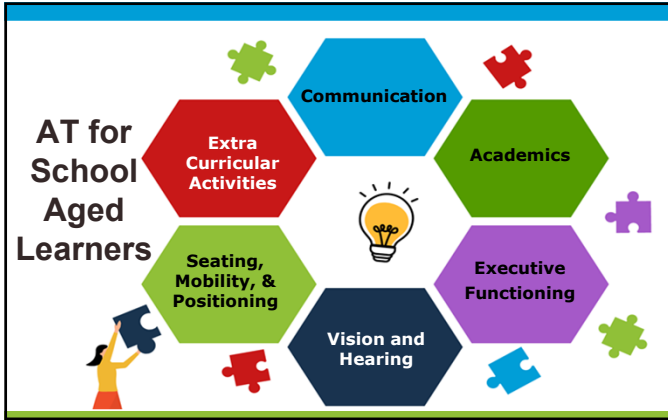 AT for
School
Aged
Learners
Communication
Extra
Curricular
Activities
Academics
Seating,
Mobility, &
Positioning
Executive
Functioning
Vision and
Hearing